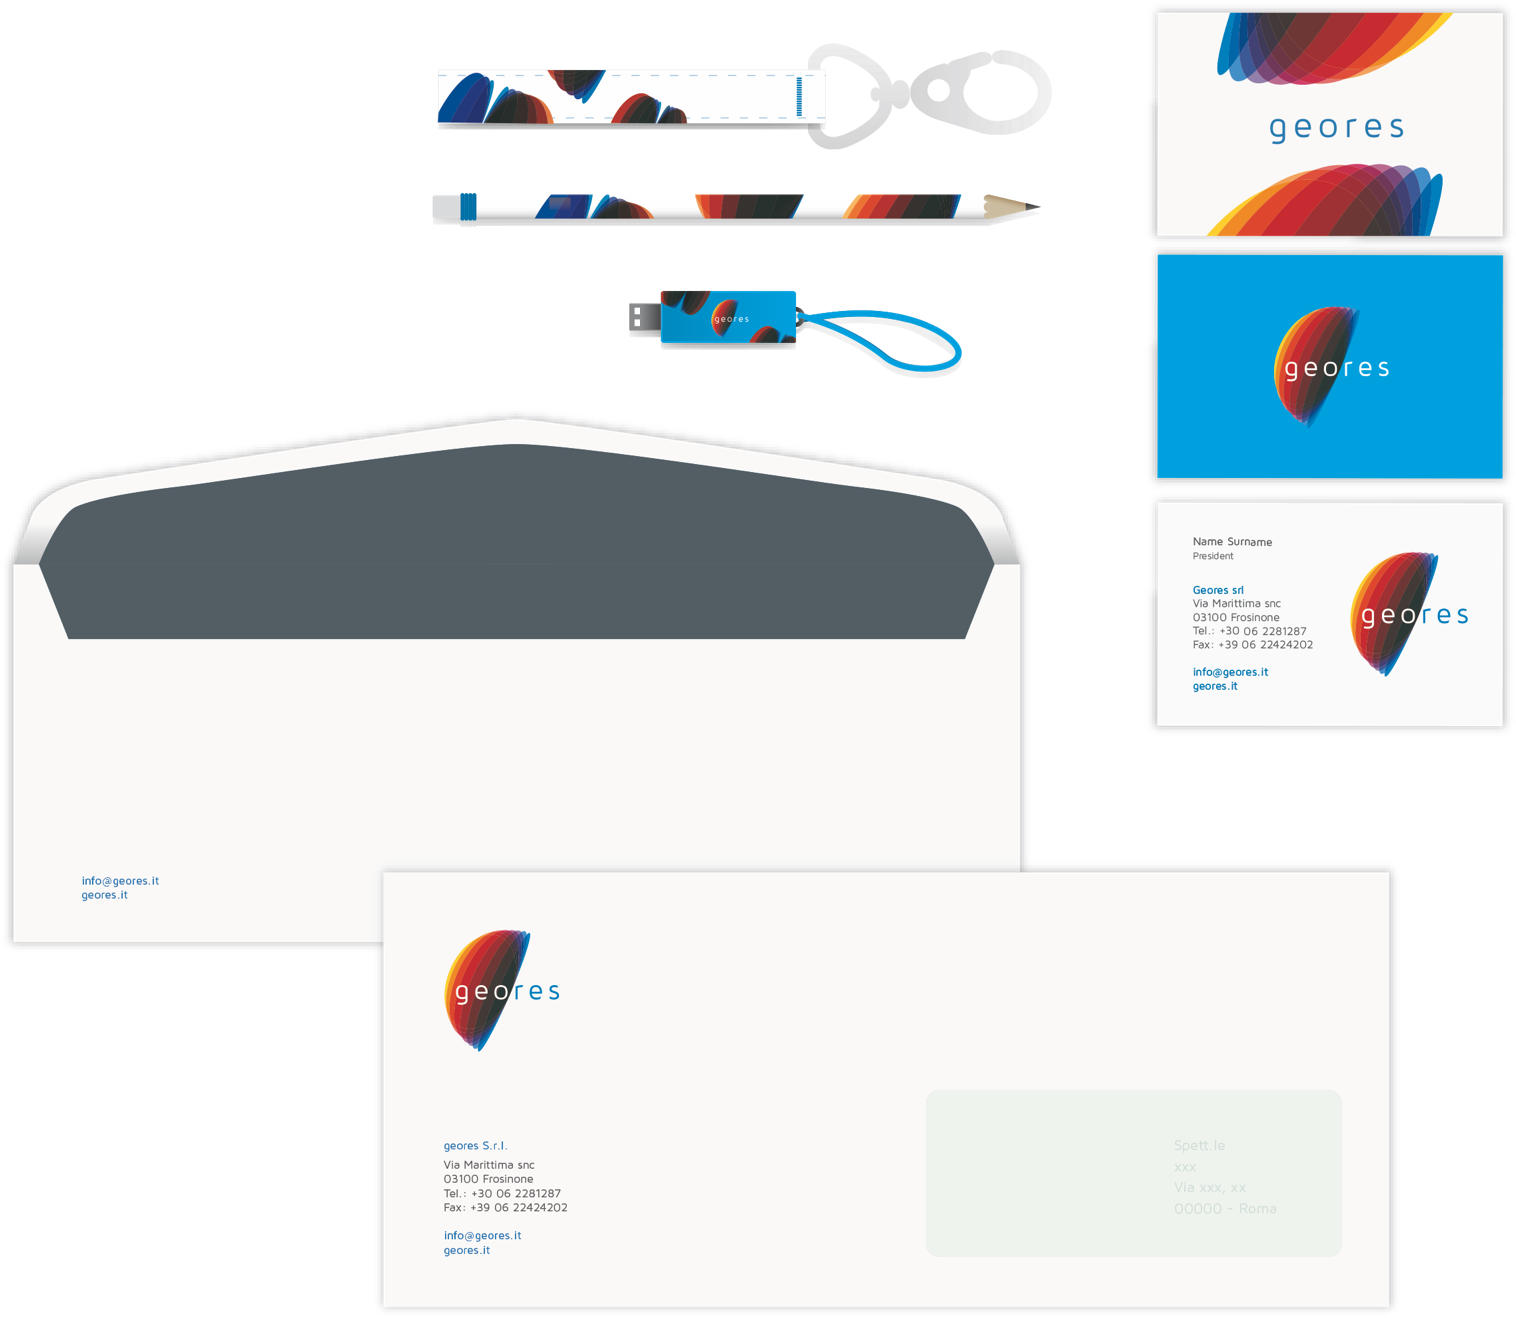 geores
geores
geores
Name Surname
President
Geores srl
Via Marittima snc
03100 Frosinone
Tel.: +30 06 2281287
Fax: +39 06 22424202
info@geores.it
geores.it
geores
info@geores.it
geores.it
geores
geores S.r.l.
Via Marittima snc
03100 Frosinone
Tel.: +30 06 2281287
Fax: +39 06 22424202
info@geores.it
geores.it
Spett.le
xxx
Via xxx, xx
00000 - Roma